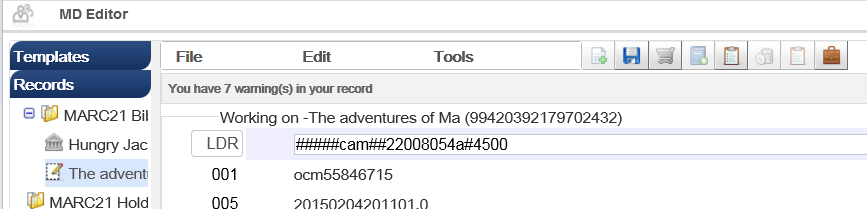 MD Editor
Templates
File Edit Tools
Records
You have 7 warning(s) in your record
MARC21 Bil
Working on -The adventures of Ma (99420392179702432)
Hungry Jac
LDR #####cam##22008054a#4500
The advent
001 ocm55846715
MARC21 Hold
005 20150204201101.0